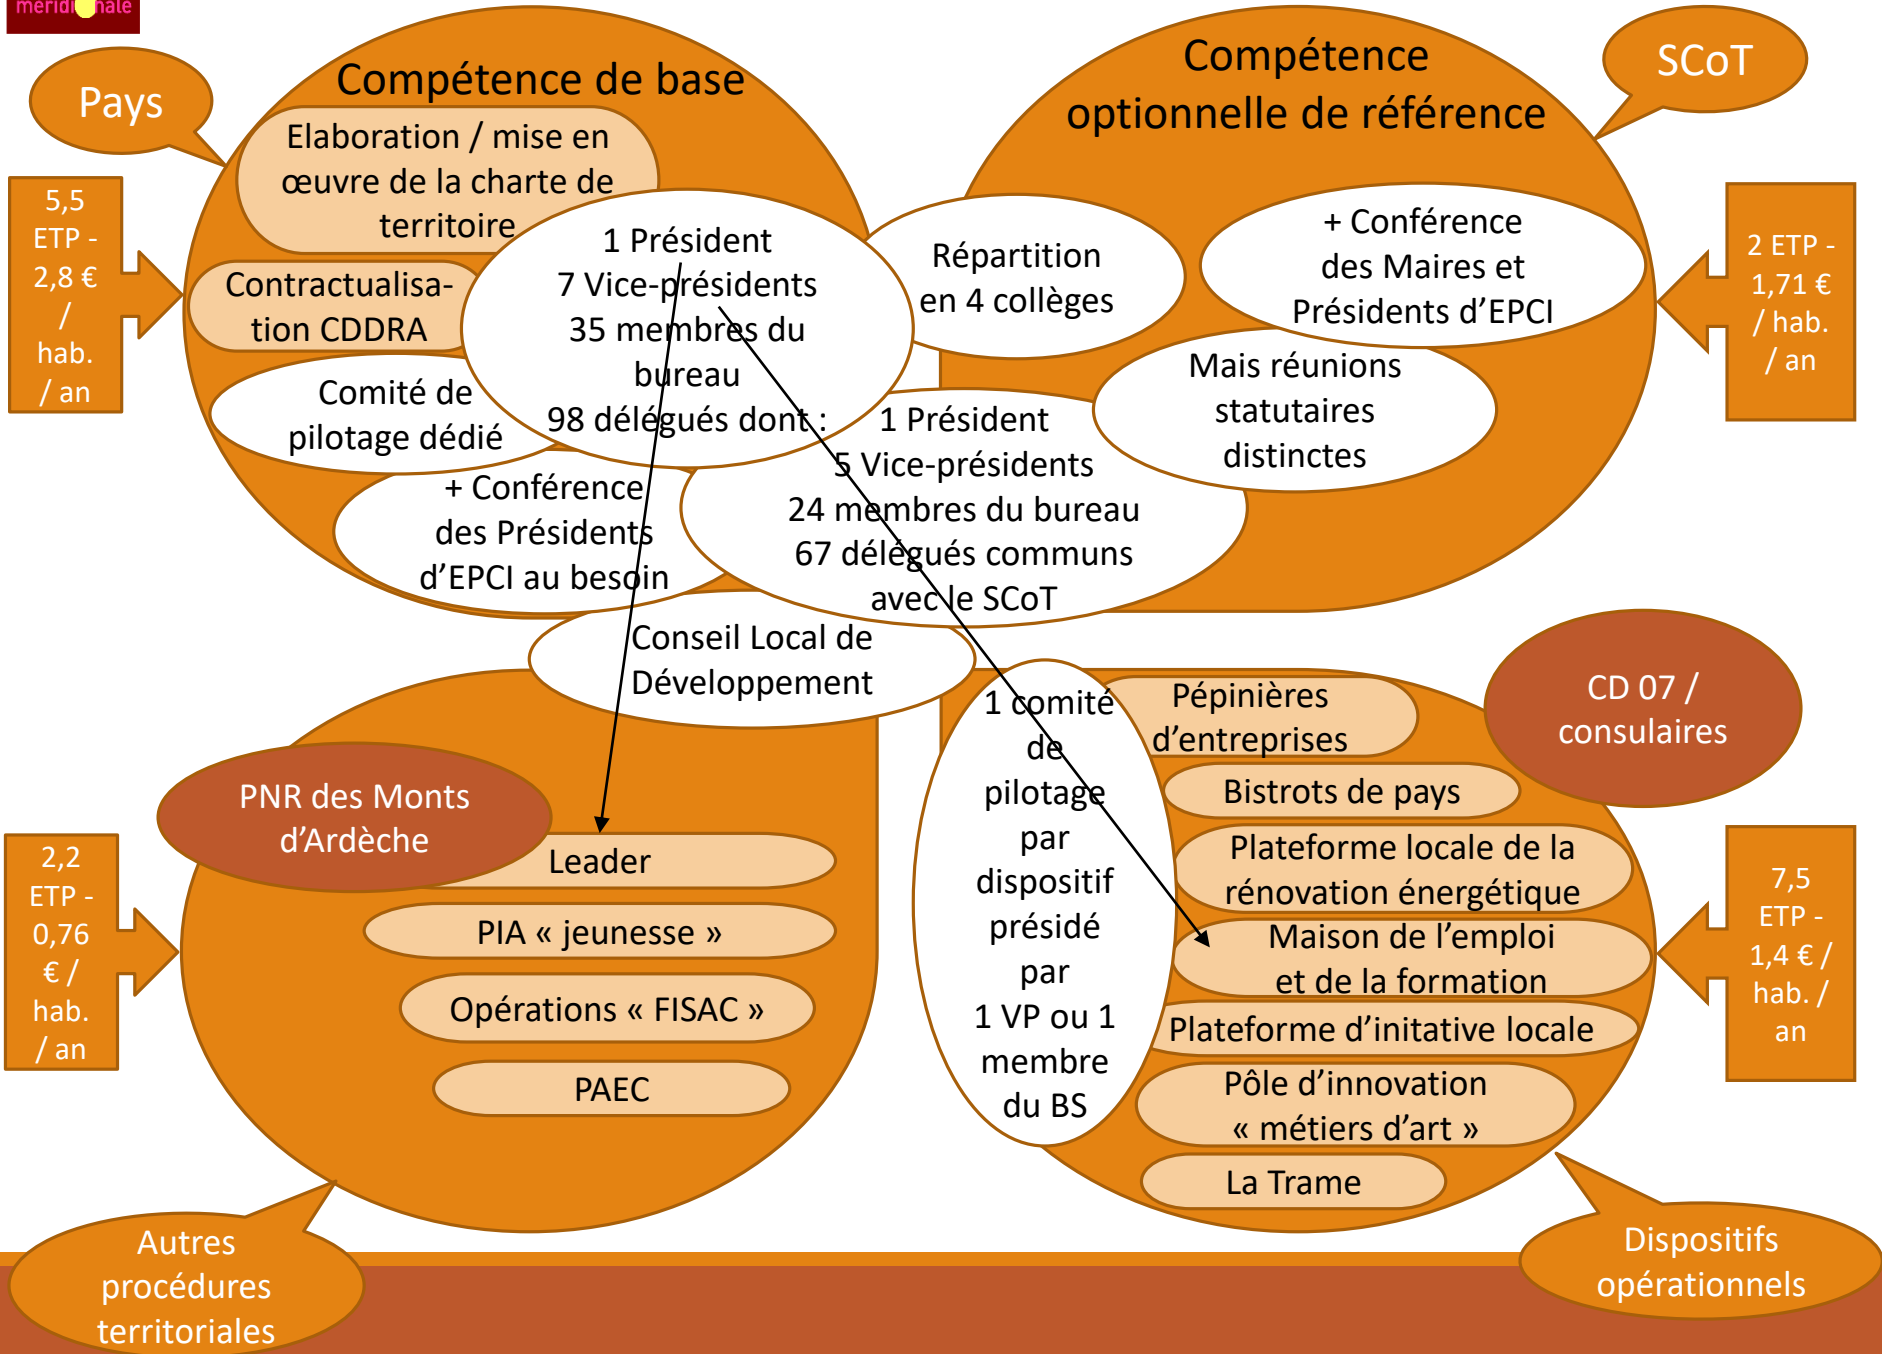 méridionale
Pays
Compétence de base
Elaboration / mise en
œuvre de la charte de
territoire
Contractualisa-
tion CDDRA
Comité de
pilotage dédié
+ Conférence
des Présidents
d’EPCI au besoin
1 Président
7 Vice-présidents
35 membres du
bureau
98 délégués dont :
5,5
ETP -
2,8 €
/
hab.
/ an
Compétence
optionnelle de référence
SCoT
Répartition
en 4 collèges
+ Conférence
des Maires et
Présidents d’EPCI
Mais réunions
statutaires
distinctes
1 Président
5 Vice-présidents
24 membres du bureau
67 délégués communs
avec le SCoT
2 ETP -
1,71 €
/ hab.
/ an
Conseil Local de
Développement
PNR des Monts
d’Ardèche
Leader
PIA « jeunesse »
Opérations « FISAC »
PAEC
2,2
ETP -
0,76
€ /
hab.
/ an
Autres
procédures
territoriales
1 comité
de
pilotage
par
dispositif
présidé
par
1 VP ou 1
membre
du BS
Pépinières
d’entreprises
Bistrots de pays
Plateforme locale de la
rénovation énergétique
Maison de l’emploi
et de la formation
Plateforme d’initative locale
Pôle d’innovation
« métiers d’art »
La Trame
CD 07 /
consulaires
7,5
ETP -
1,4 € /
hab. /
an
Dispositifs
opérationnels